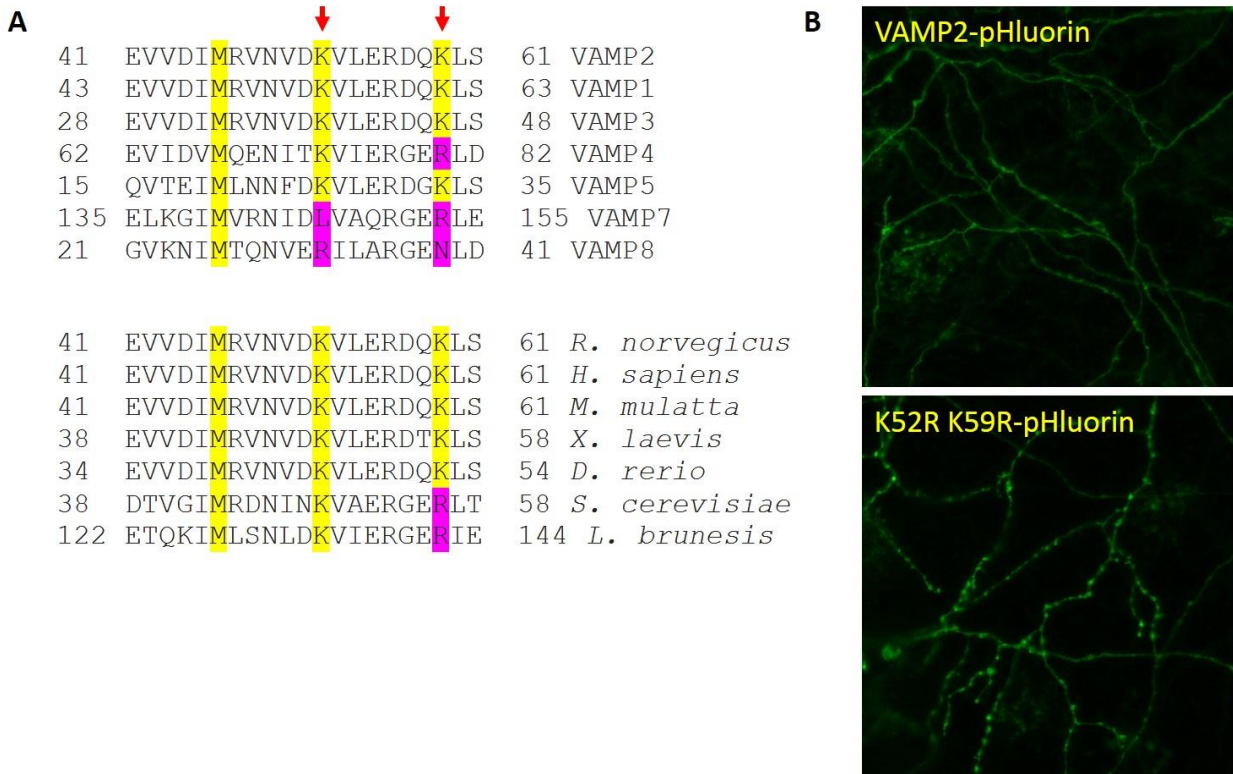 A
41 EVVDIMRVNVDKVLERDQKLS 61 VAMP2
43 EVVDIMRVNVDKVLERDQKLS 63 VAMP1
28 EVVDIMRVNVDKVLERDQKLS 48 VAMP3
62 EVIDVMQENITKVIERGERLD 82 VAMP4
15 QVTEIMLNNFDKVLERDGKLS 35 VAMP5
135 ELKGIMVRNIDLVAQRGERLE 155 VAMP7
21 GVKNIMTQNVERILARGENLD 41 VAMP8
41 EVVDIMRVNVDKVLERDQKLS 61 R. norvegicus
41 EVVDIMRVNVDKVLERDQKLS 61 H. sapiens
41 EVVDIMRVNVDKVLERDQKLS 61 M. mulatta
38 EVVDIMRVNVDKVLERDTKLS 58 X. laevis
34 EVVDIMRVNVDKVLERDQKLS 54 D. rerio
38 DTVGIMRDNINKVAERGERLT 58 S. cerevisiae
122 ETQKIMLSNLDKVIERGERIE 144 L. brunesis
B
VAMP2-pHluorin
K52R K59R-pHluorin